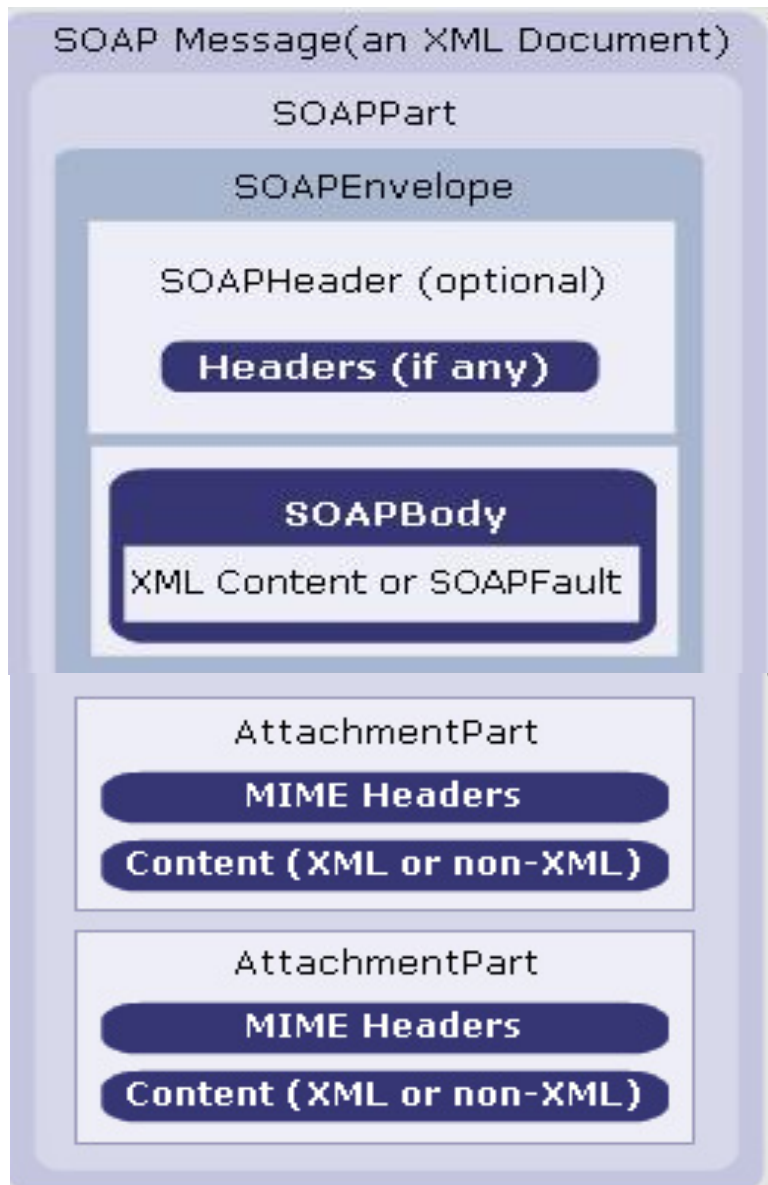 SOAP Message(an XML Document)
SOAPPart
SOAPEnvelope
SOAPHeader (optional)
Headers (if any)
SOAPBody
XML Content or SOAPFault
AttachmentPart
MIME Headers
Content (XML or non-XML)
AttachmentPart
MIME Headers
Content (XML or non-XML)